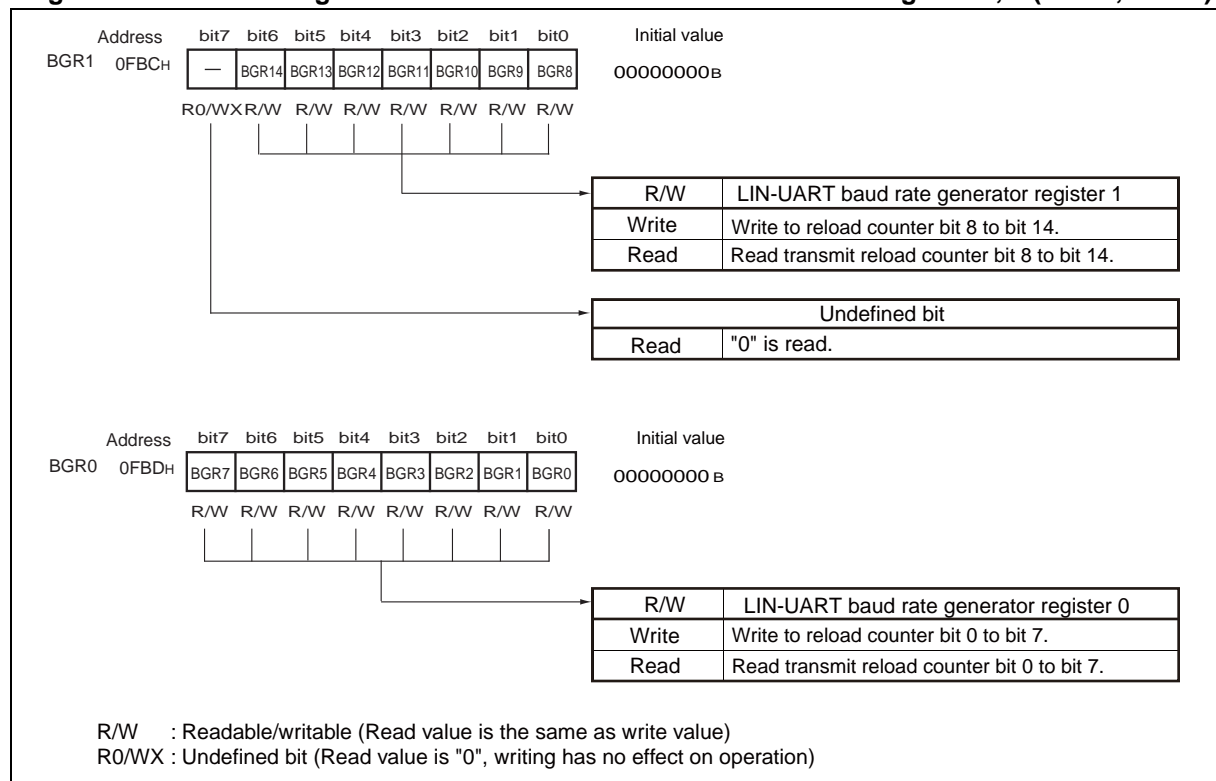 Address bit7 bit6 bit5 bit4 bit3 bit2 bit1 bit0 Initial value
BGR1 0FBCH — BGR14 BGR13 BGR12 BGR11 BGR10 BGR9 BGR8 00000000B
R0/WX R/W R/W R/W R/W R/W R/W R/W
R/W LIN-UART baud rate generator register 1
Write Write to reload counter bit 8 to bit 14.
Read Read transmit reload counter bit 8 to bit 14.
Undefined bit
Read "0" is read.
Address bit7 bit6 bit5 bit4 bit3 bit2 bit1 bit0 Initial value
BGR0 0FBDH BGR7 BGR6 BGR5 BGR4 BGR3 BGR2 BGR1 BGR0 00000000 B
R/W R/W R/W R/W R/W R/W R/W R/W
R/W LIN-UART baud rate generator register 0
Write Write to reload counter bit 0 to bit 7.
Read Read transmit reload counter bit 0 to bit 7.
R/W : Readable/writable (Read value is the same as write value)
R0/WX : Undefined bit (Read value is "0", writing has no effect on operation)